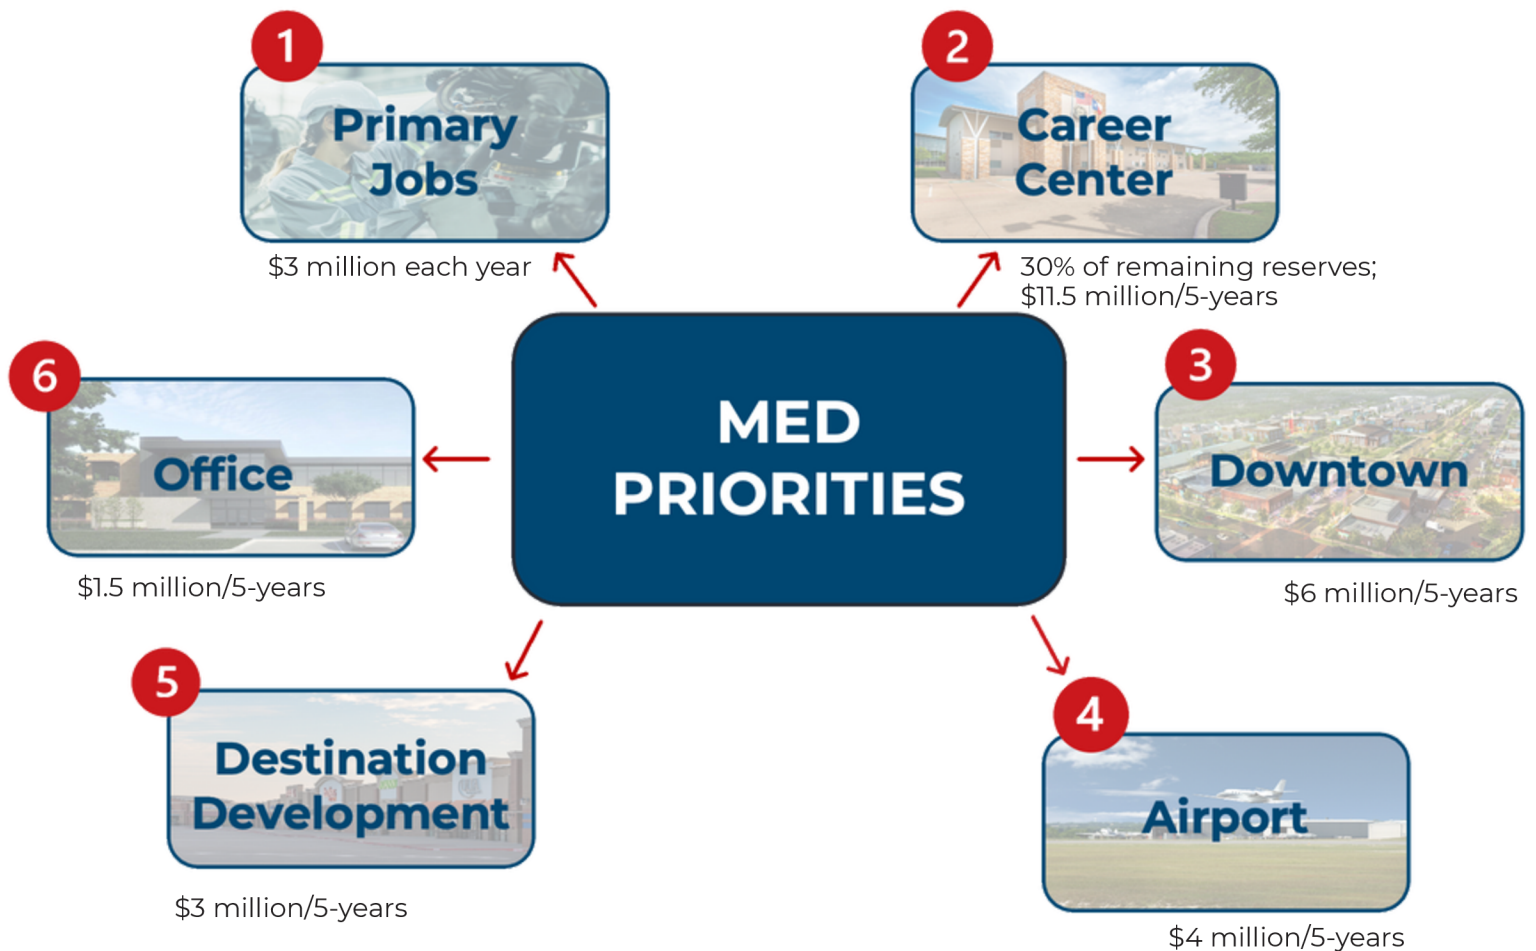 1
Primary
Jobs
$3 million each year
2
Career
Center
30% of remaining reserves;
$11.5 million/5-years
MED
PRIORITIES
3
Downtown
$6 million/5-years
4
Airport
$4 million/5-years
5
Destination
Development
$3 million/5-years
6
Office
$1.5 million/5-years